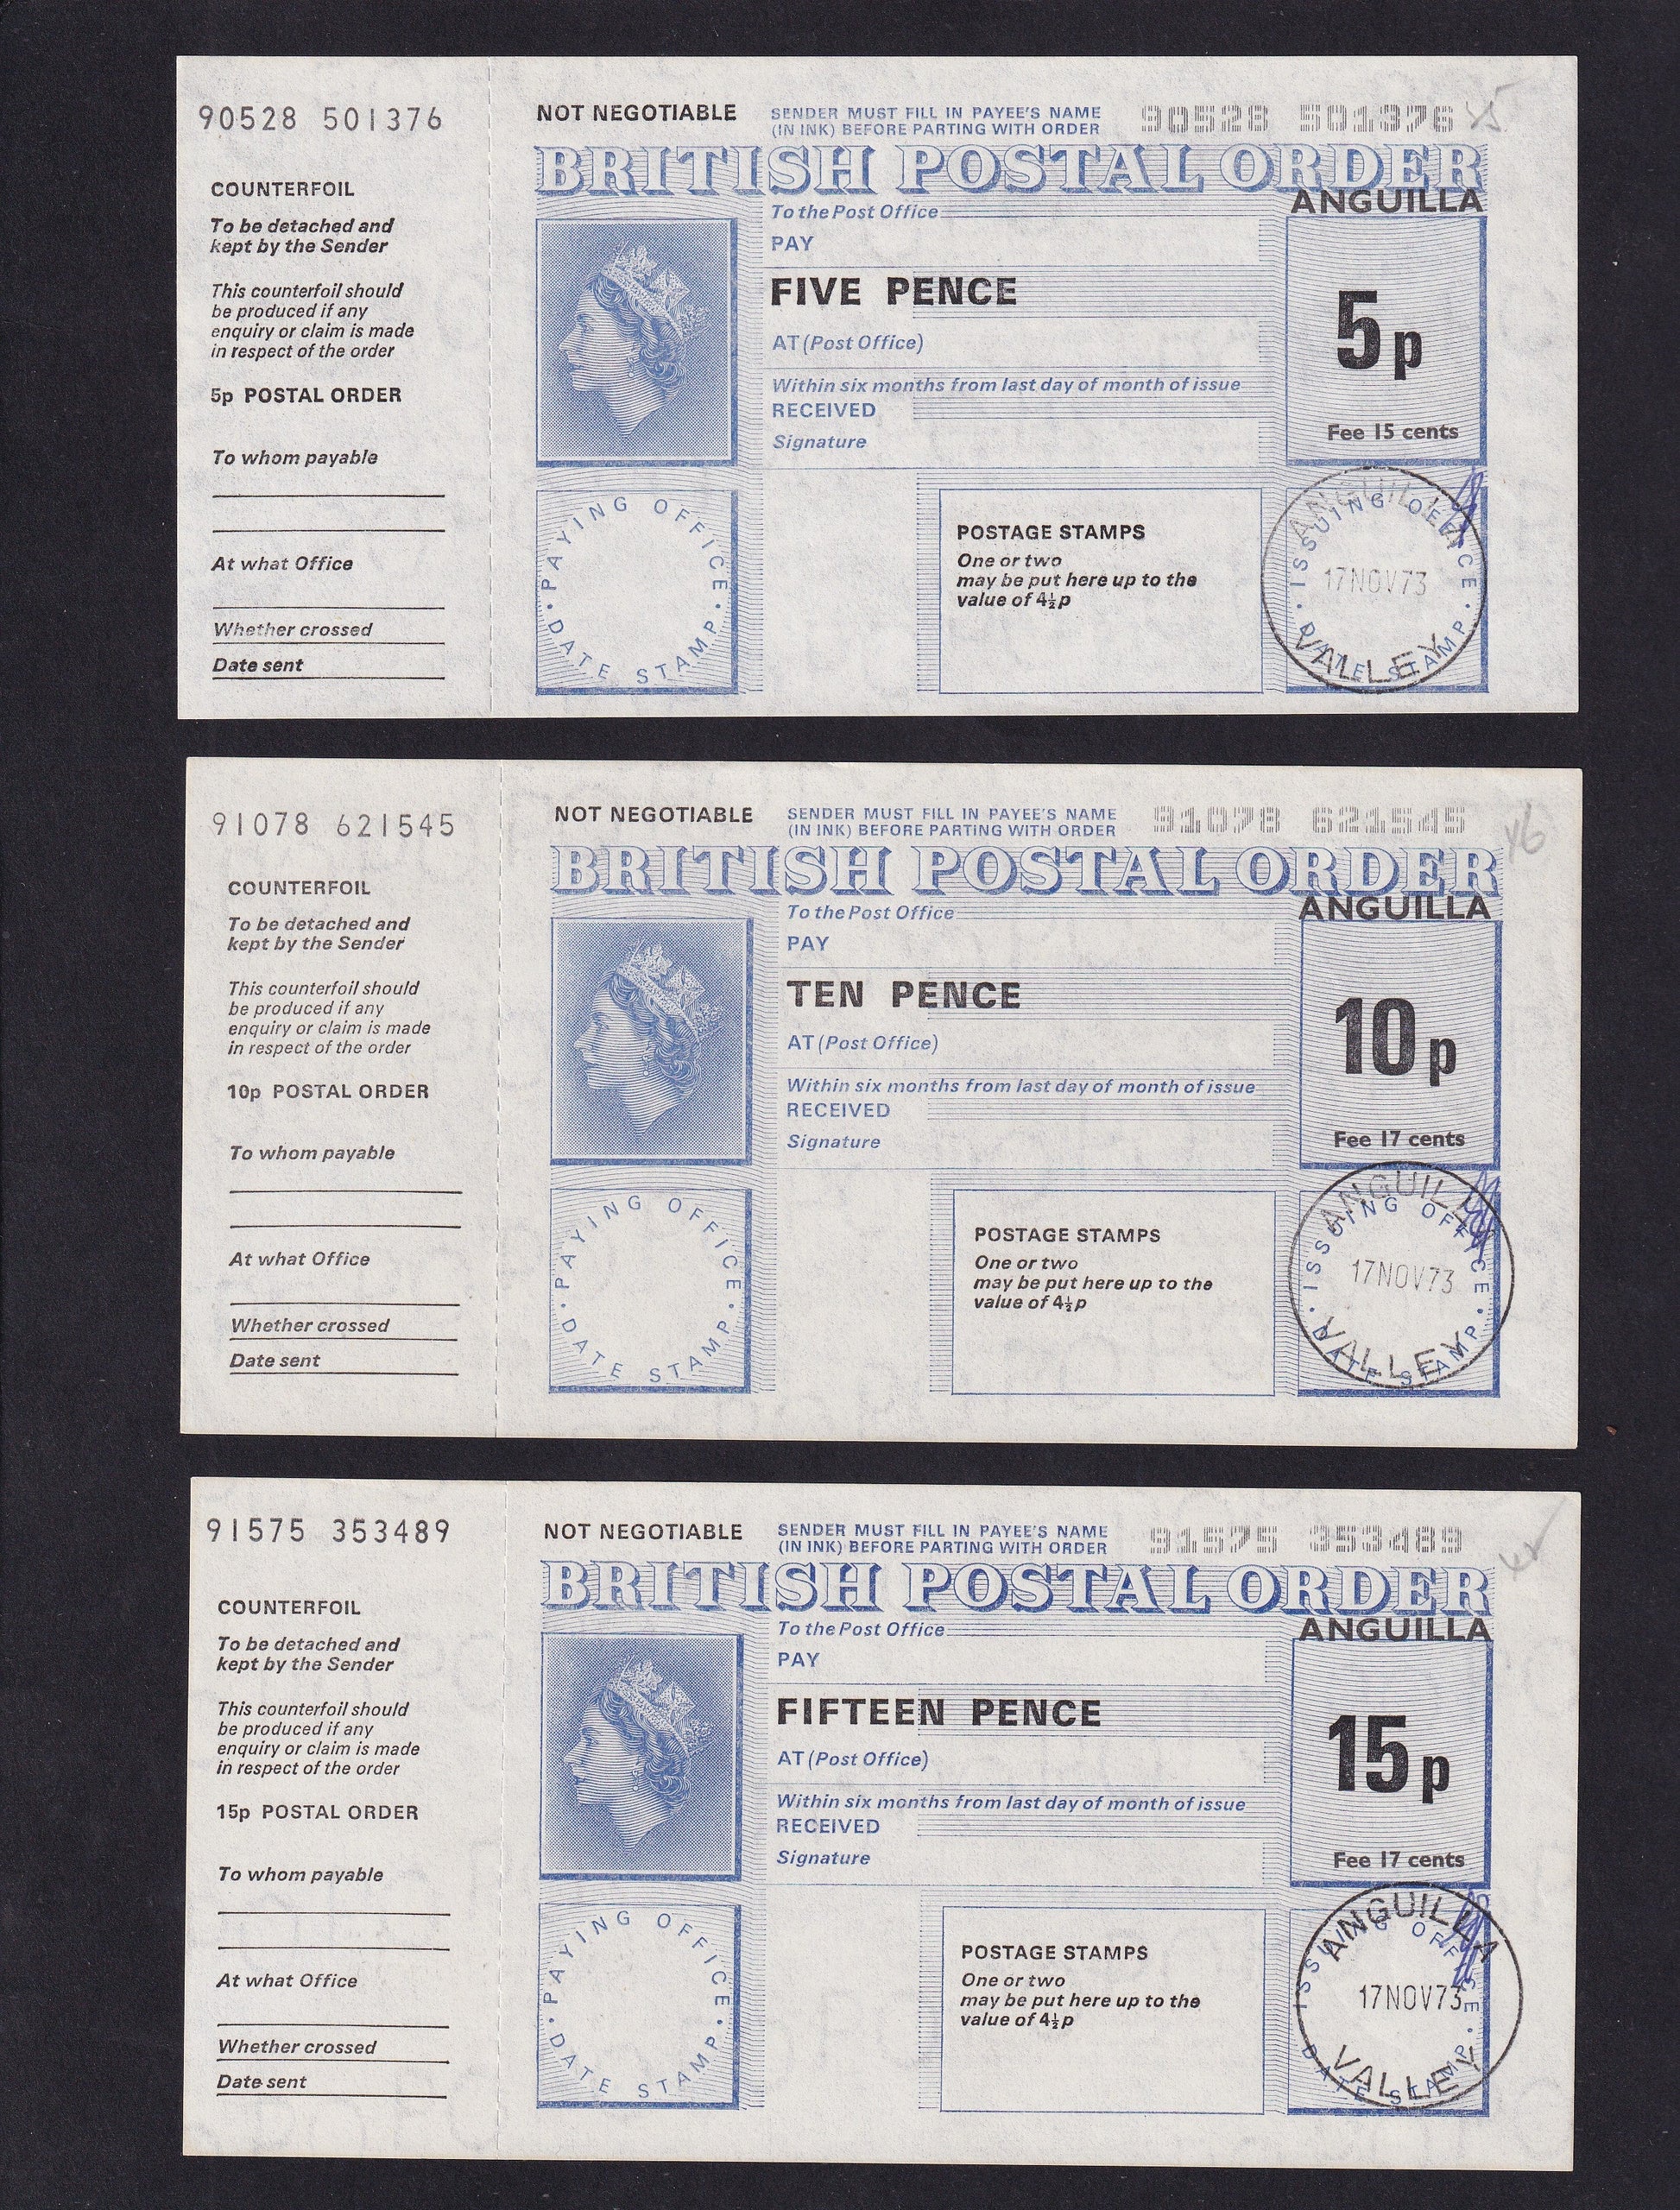 90528 501376
COUNTERFOIL
To be detached and
kept by the Sender
This counterfoil should
be produced if any
enquiry or claim is made
in respect of the order
5p POSTAL ORDER
To whom payable
At what Office
Whether crossed
Date sent
NOT NEGOTIABLE
SENDER MUST FILL IN PAYEE'S NAME
(IN INK) BEFORE PARTING WITH ORDER
90528 501376
BRITISH POSTAL ORDER
ANGUILLA
To the Post Office
PAY
FIVE PENCE
AT (Post Office)
Within six months from last day of month of issue
RECEIVED
Signature
5p
Fee 15 cents
PAYING OFFICE
DATE STAMP
POSTAGE STAMPS
One or two
may be put here up to the
value of 4½p
ISSUING OFFICE
DATE STAMP
ANGUILLA
17NOV73
VALLEY
91078 621545
COUNTERFOIL
To be detached and
kept by the Sender
This counterfoil should
be produced if any
enquiry or claim is made
in respect of the order
10p POSTAL ORDER
To whom payable
At what Office
Whether crossed
Date sent
NOT NEGOTIABLE
SENDER MUST FILL IN PAYEE'S NAME
(IN INK) BEFORE PARTING WITH ORDER
91078 621545
BRITISH POSTAL ORDER
ANGUILLA
To the Post Office
PAY
TEN PENCE
AT (Post Office)
Within six months from last day of month of issue
RECEIVED
Signature
10p
Fee 17 cents
PAYING OFFICE
DATE STAMP
POSTAGE STAMPS
One or two
may be put here up to the
value of 4½p
ISSUING OFFICE
DATE STAMP
ANGUILLA
17NOV73
VALLEY
91575 353489
COUNTERFOIL
To be detached and
kept by the Sender
This counterfoil should
be produced if any
enquiry or claim is made
in respect of the order
15p POSTAL ORDER
To whom payable
At what Office
Whether crossed
Date sent
NOT NEGOTIABLE
SENDER MUST FILL IN PAYEE'S NAME
(IN INK) BEFORE PARTING WITH ORDER
91575 353489
BRITISH POSTAL ORDER
ANGUILLA
To the Post Office
PAY
FIFTEEN PENCE
AT (Post Office)
Within six months from last day of month of issue
RECEIVED
Signature
15p
Fee 17 cents
PAYING OFFICE
DATE STAMP
POSTAGE STAMPS
One or two
may be put here up to the
value of 4½p
ISSUING OFFICE
DATE STAMP
ANGUILLA
17NOV73
VALLEY